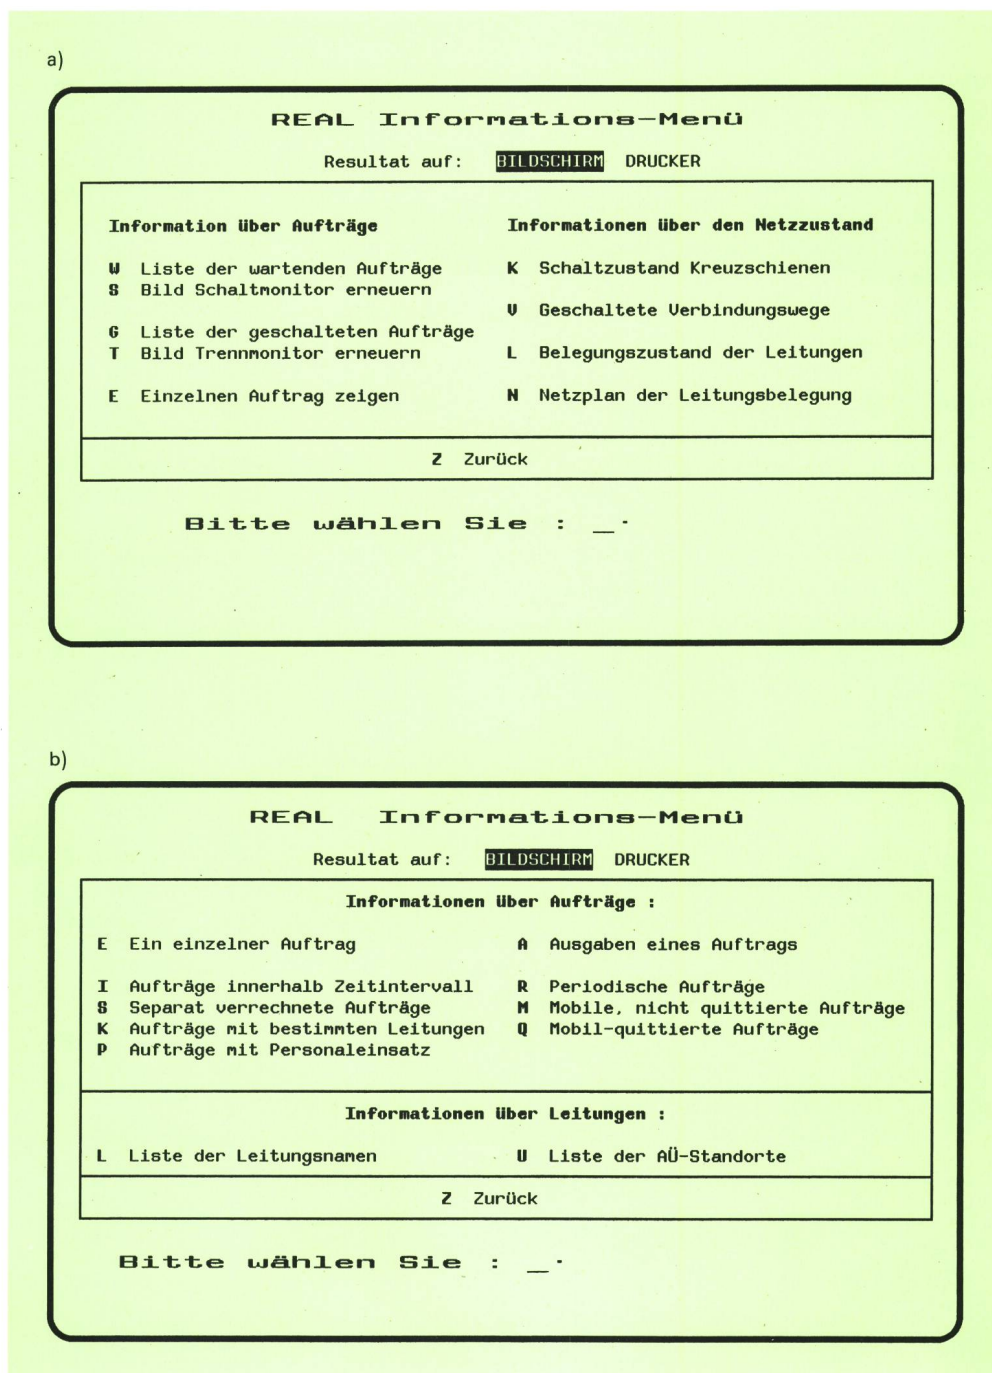 a)
REAL Informations-Menü
Resultat auf: BILDSCHIRM DRUCKER
Information über Aufträge
W Liste der wartenden Aufträge
S Bild Schaltmonitor erneuern
G Liste der geschalteten Aufträge
T Bild Trennmonitor erneuern
E Einzelnen Auftrag zeigen
Informationen über den Netzzustand
K Schaltzustand Kreuzschienen
V Geschaltete Verbindungswege
L Belegungszustand der Leitungen
N Netzplan der Leitungsbelegung
Z Zurück
Bitte wählen Sie : _
b)
REAL Informations-Menü
Resultat auf: BILDSCHIRM DRUCKER
Informationen über Aufträge :
E Ein einzelner Auftrag
I Aufträge innerhalb Zeitintervall
S Separat verrechnete Aufträge
K Aufträge mit bestimmten Leitungen
P Aufträge mit Personaleinsatz
A Ausgaben eines Auftrags
R Periodische Aufträge
M Mobile, nicht quittierte Aufträge
Q Mobil-quittierte Aufträge
Informationen über Leitungen :
L Liste der Leitungsnamen
U Liste der AÜ-Standorte
Z Zurück
Bitte wählen Sie : _